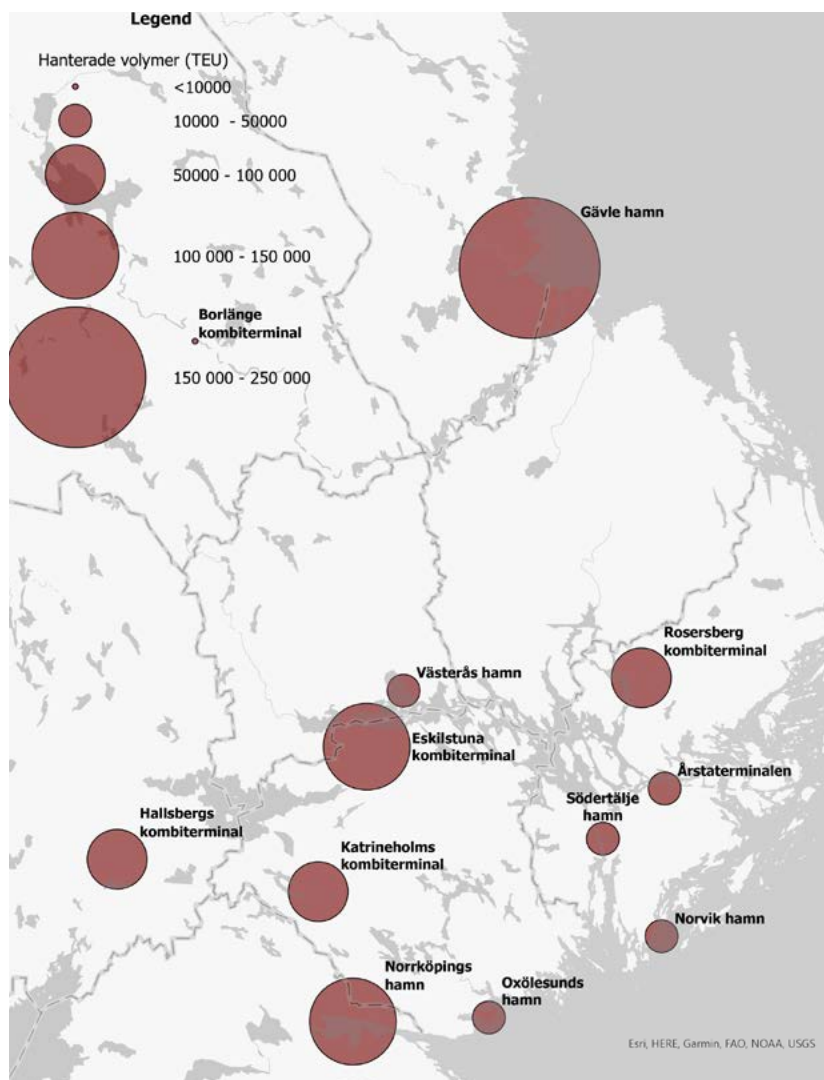 Legend
Hanterade volymer (TEU)
<10000
10000 - 50000
50000 - 100 000
100 000 - 150 000
150 000 - 250 000
Gävle hamn
Borlänge
kombiterminal
Rosersberg
kombiterminal
Västerås hamn
Eskilstuna
kombiterminal
Årstaterminalen
Södertälje
hamn
Hallsbergs
kombiterminal
Katrineholms
kombiterminal
Norvik hamn
Norrköpings
hamn
Oxölesunds
hamn
Esri, HERE, Garmin, FAO, NOAA, USGS